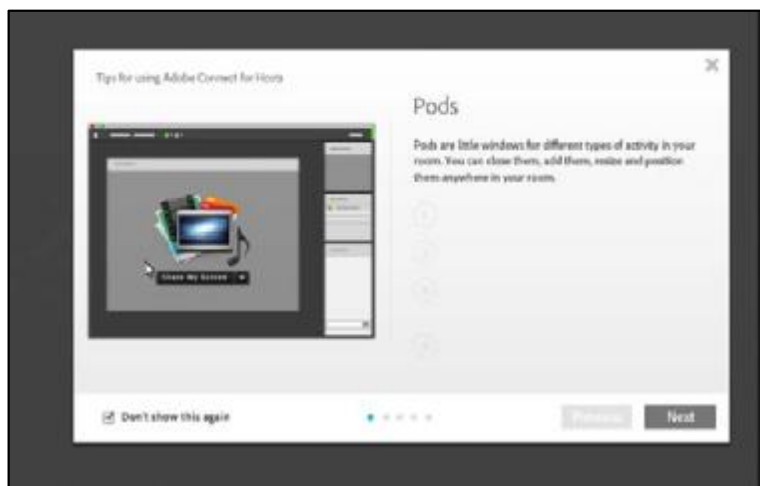 Tips for using Adobe Connect for Hosts
Pods
Pods are little windows for different types of activity in your
room. You can close them, add them, resize and position
them anywhere in your room.
Share My Screen
Don't show this again
Previous
Next